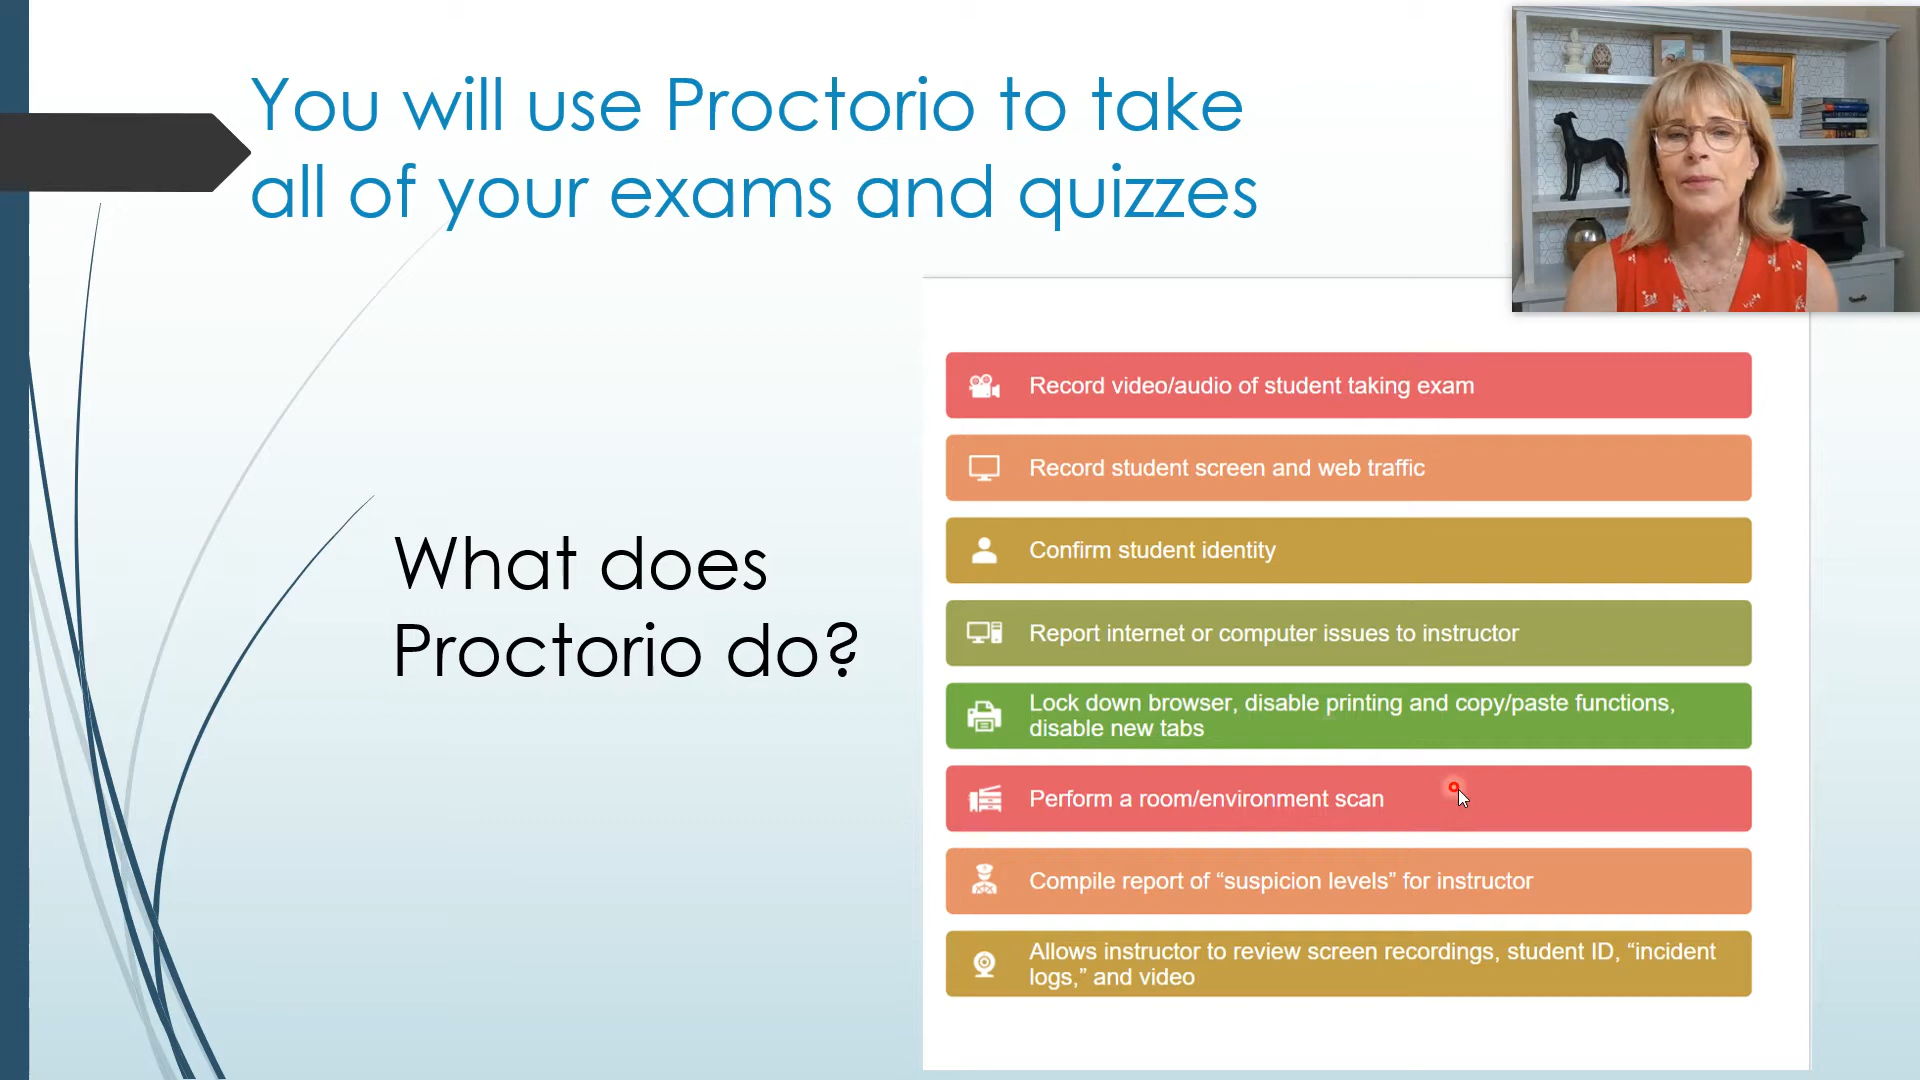 You will use Proctorio to take
all of your exams and quizzes
What does
Proctorio do?
Record video/audio of student taking exam
Record student screen and web traffic
Confirm student identity
Report internet or computer issues to instructor
Lock down browser, disable printing and copy/paste functions,
disable new tabs
Perform a room/environment scan
Compile report of “suspicion levels” for instructor
Allows instructor to review screen recordings, student ID, “incident
logs,” and video